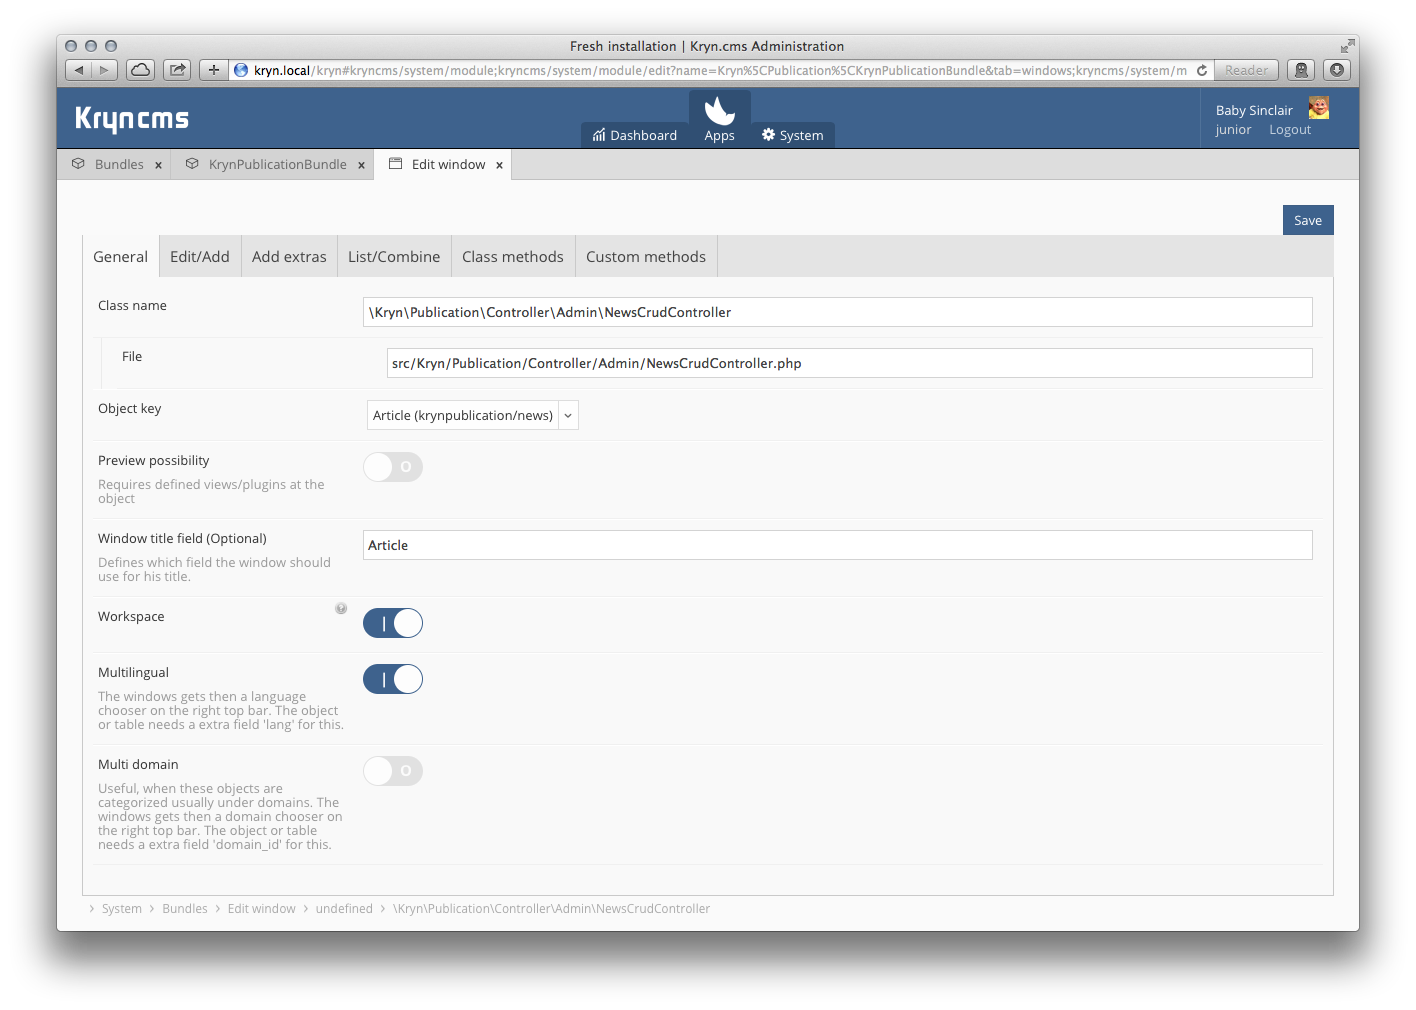 Fresh installation | Kryn.cms Administration
kryn.local/kryn#kryncms/system/module;kryncms/system/module/edit?name=Kryn%5CPublication%5CKrynPublicationBundle&tab=windows;kryncms/system/m
Reader
Kryncms
Dashboard
Apps
System
Baby Sinclair
junior Logout
Bundles x
KrynPublicationBundle x
Edit window x
Save
General
Edit/Add
Add extras
List/Combine
Class methods
Custom methods
Class name
\Kryn\Publication\Controller\Admin\NewsCrudController
File
src/Kryn/Publication/Controller/Admin/NewsCrudController.php
Object key
Article (krynpublication/news)
Preview possibility
Requires defined views/plugins at the
object
Window title field (Optional)
Article
Defines which field the window should
use for his title.
Workspace
Multilingual
The windows gets then a language
chooser on the right top bar. The object
or table needs a extra field 'lang' for this.
Multi domain
Useful, when these objects are
categorized usually under domains. The
windows gets then a domain chooser on
the right top bar. The object or table
needs a extra field 'domain_id' for this.
› System › Bundles › Edit window › undefined › \Kryn\Publication\Controller\Admin\NewsCrudController